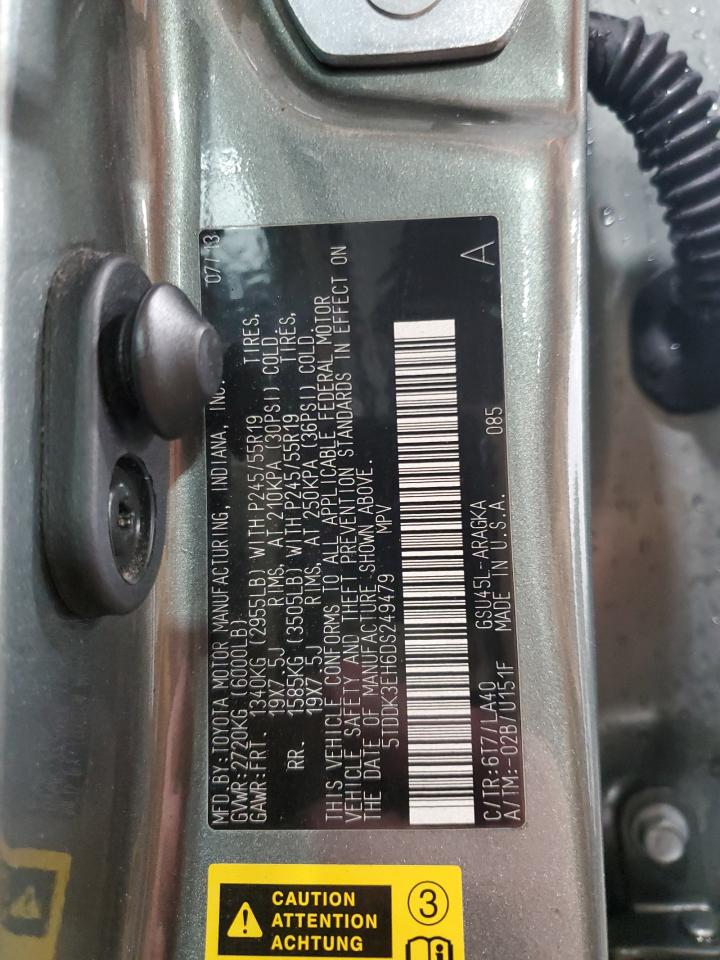 MFD.BY:TOYOTA MOTOR MANUFACTURING, INDIANA, INC. 07/13
GVWR:2720KG (6000LB)
GAWR:FRT. 1340KG (2955LB) WITH P245/55R19 TIRES,
19X7.5J RIMS, AT 210KPA (30PSI) COLD
RR. 1585KG (3505LB) WITH P245/55R19 TIRES,
19X7.5J RIMS, AT 250KPA (36PSI) COLD
THIS VEHICLE CONFORMS TO ALL APPLICABLE FEDERAL MOTOR
VEHICLE SAFETY AND THEFT PREVENTION STANDARDS IN EFFECT ON
THE DATE OF MANUFACTURE SHOWN ABOVE.
5TDDK3EH6DS249479 MPV
A
C/TR:6T7/LA40 GSU45L-ARAGKA 085
A/TM:-02B/U151F MADE IN U.S.A.
CAUTION
ATTENTION
ACHTUNG
3